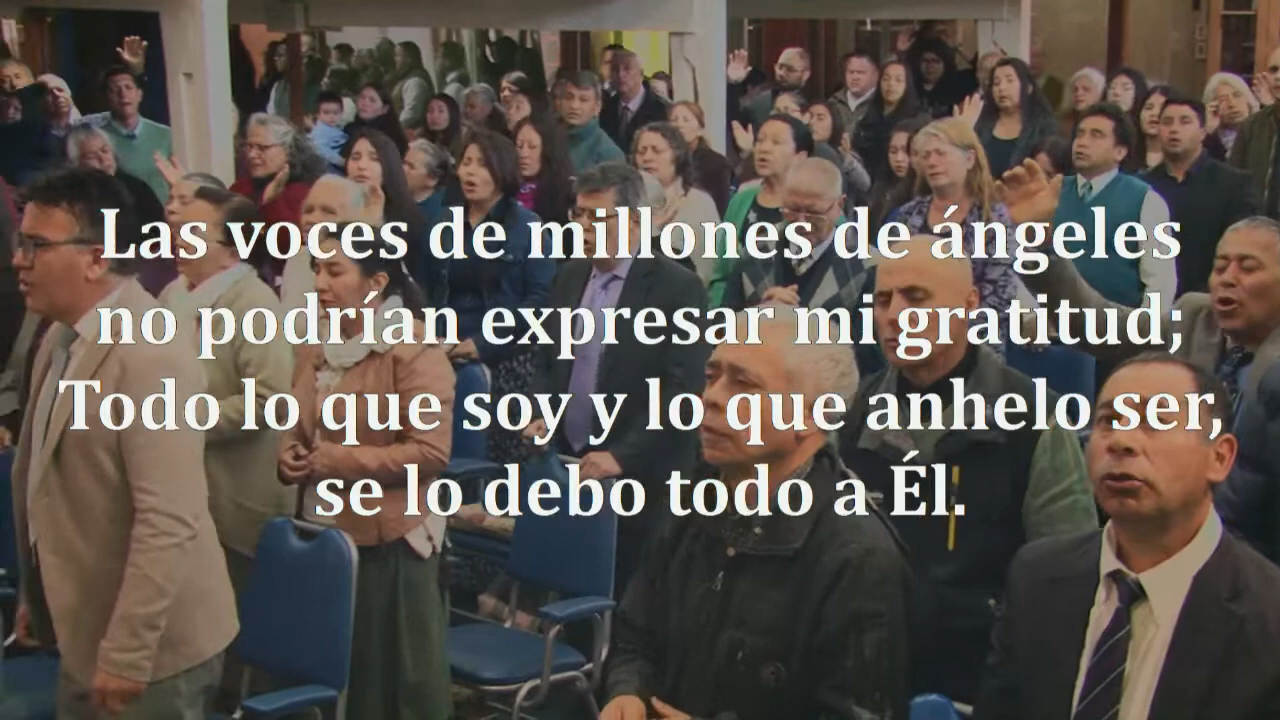 Las voces de millones de ángeles
no podrían expresar mi gratitud;
Todo lo que soy y lo que anhelo ser,
se lo debo todo a Él.